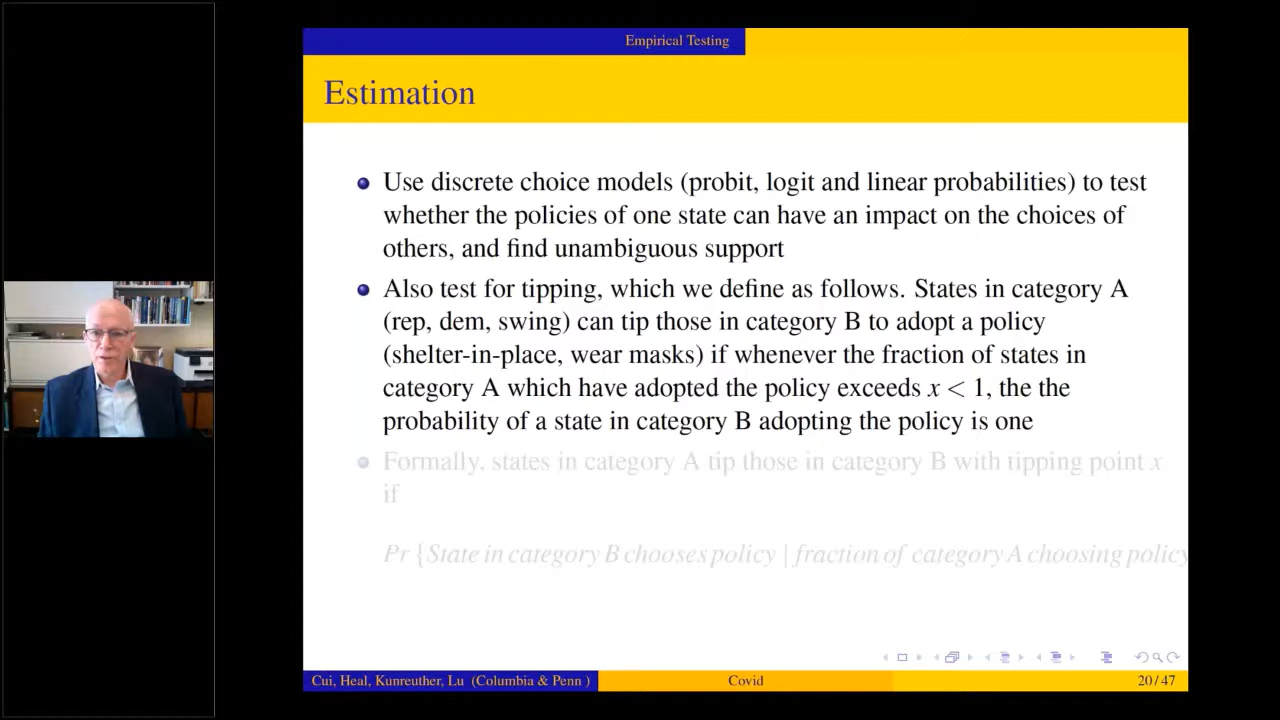 Empirical Testing
Estimation
Use discrete choice models (probit, logit and linear probabilities) to test
whether the policies of one state can have an impact on the choices of
others, and find unambiguous support
Also test for tipping, which we define as follows. States in category A
(rep, dem, swing) can tip those in category B to adopt a policy
(shelter-in-place, wear masks) if whenever the fraction of states in
category A which have adopted the policy exceeds x < 1, the the
probability of a state in category B adopting the policy is one
Formally, states in category A tip those in category B with tipping point x
if
Pr {State in category B chooses policy | fraction of category A choosing policy
Cui, Heal, Kunreuther, Lu (Columbia & Penn ) Covid 20 / 47